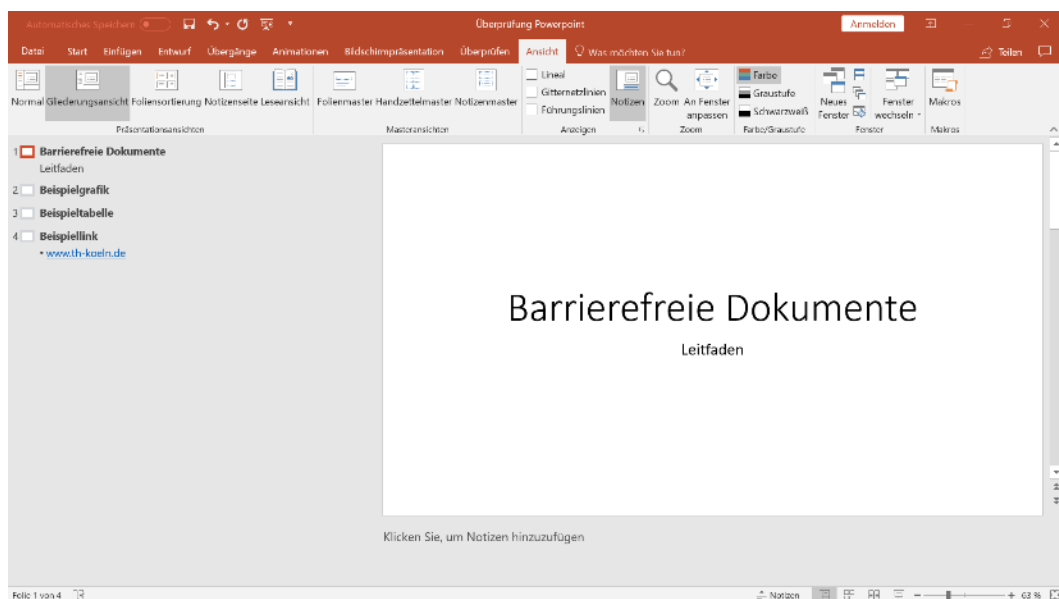 Automatisches Speichern Überprüfung Powerpoint Anmelden
Datei Start Einfügen Entwurf Übergänge Animationen Bildschirmpräsentation Überprüfen Ansicht Was möchten Sie tun? Teilen
Normal Gliederungsansicht Foliensortierung Notizenseite Leseansicht Folienmaster Handzettelmaster Notizenmaster
Lineal
Gitternetzlinien
Führungslinien
Notizen Zoom An Fenster anpassen
Farbe
Graustufe
Schwarzweiß
Neues Fenster
Fenster wechseln
Makros
Präsentationsansichten Masteransichten Anzeigen Zoom Farbe/Graustufe Fenster Makros
1 Barrierefreie Dokumente
Leitfaden
2 Beispielgrafik
3 Beispieltabelle
4 Beispiellink
• www.th-koeln.de
Barrierefreie Dokumente
Leitfaden
Klicken Sie, um Notizen hinzuzufügen
Folie 1 von 4 Notizen 63 %